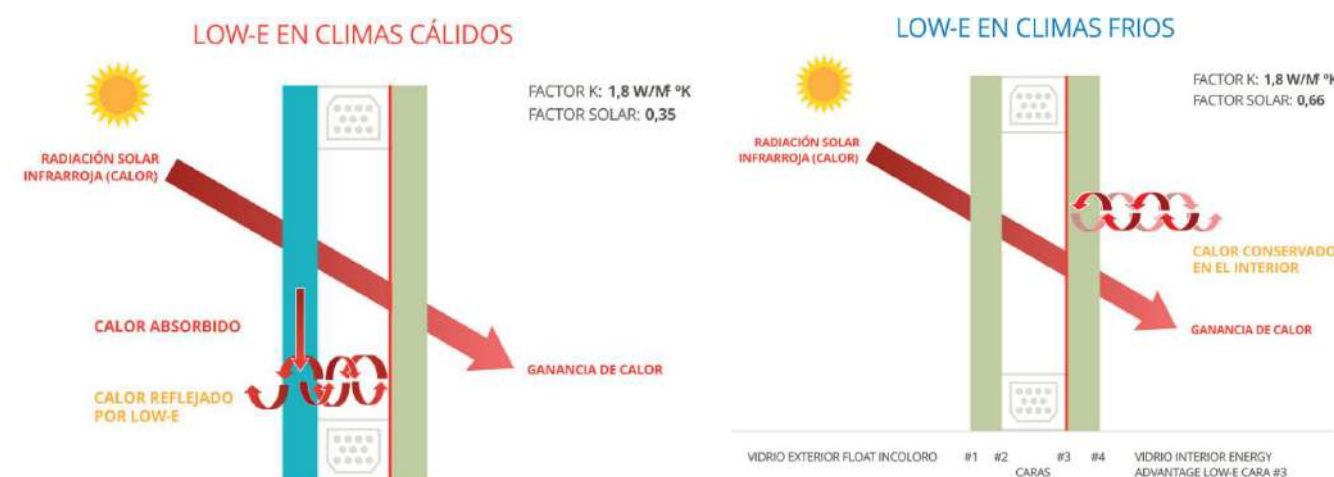 LOW-E EN CLIMAS CÁLIDOS
FACTOR K: 1,8 W/M² ºK
FACTOR SOLAR: 0,35
RADIACIÓN SOLAR
INFRARROJA (CALOR)
CALOR ABSORBIDO
CALOR REFLEJADO
POR LOW-E
GANANCIA DE CALOR
LOW-E EN CLIMAS FRIOS
FACTOR K: 1,8 W/M² ºK
FACTOR SOLAR: 0,66
RADIACIÓN SOLAR
INFRARROJA (CALOR)
CALOR CONSERVADO
EN EL INTERIOR
GANANCIA DE CALOR
VIDRIO EXTERIOR FLOAT INCOLORO
#1 #2 #3 #4
CARAS
VIDRIO INTERIOR ENERGY
ADVANTAGE LOW-E CARA #3